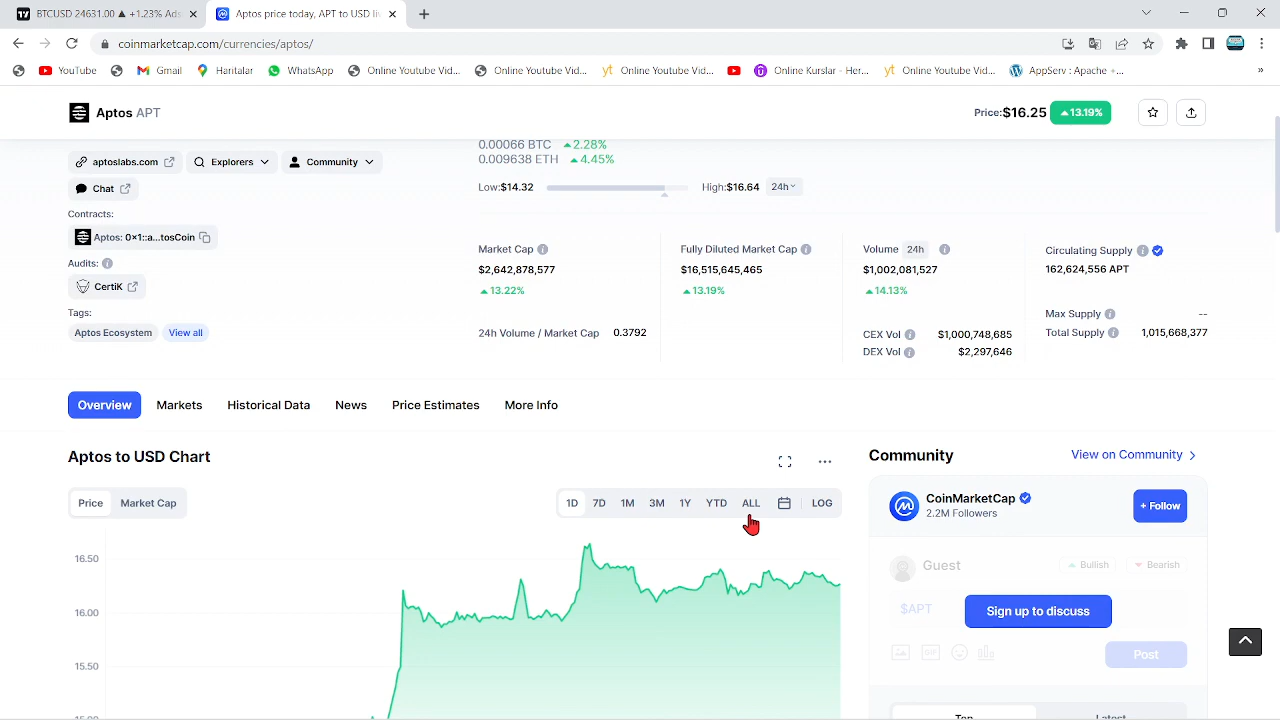 BTCUSD 24631.00 ▲ +1.23% Ads
Aptos price today, APT to USD li
coinmarketcap.com/currencies/aptos/
YouTube Gmail Haritalar WhatsApp Online Youtube Vid... Online Youtube Vid... Online Youtube Vid... Online Kurslar - Her... Online Youtube Vid... AppServ : Apache +... »
Aptos APT
Price:$16.25 13.19%
0.00066 BTC 2.28%
aptoslabs.com Explorers Community
0.009638 ETH 4.45%
Chat
Low:$14.32 High:$16.64 24h
Contracts:
Aptos: 0×1::a...tosCoin
Audits:
CertiK
Tags:
Aptos Ecosystem View all
Market Cap
$2,642,878,577
13.22%
24h Volume / Market Cap 0.3792
Fully Diluted Market Cap
$16,515,645,465
13.19%
Volume 24h
$1,002,081,527
14.13%
CEX Vol $1,000,748,685
DEX Vol $2,297,646
Circulating Supply
162,624,556 APT
Max Supply --
Total Supply 1,015,668,377
Overview Markets Historical Data News Price Estimates More Info
Aptos to USD Chart
Price Market Cap
1D 7D 1M 3M 1Y YTD ALL LOG
16.50
16.00
15.50
15.00
Community View on Community
CoinMarketCap
2.2M Followers
+ Follow
Guest Bullish Bearish
$APT
Sign up to discuss
GIF
Post
Top Latest